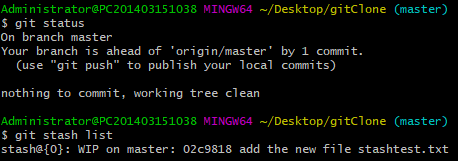 Administrator@PC201403151038 MINGW64 ~/Desktop/gitClone (master)
$ git status
On branch master
Your branch is ahead of 'origin/master' by 1 commit.
  (use "git push" to publish your local commits)

nothing to commit, working tree clean

Administrator@PC201403151038 MINGW64 ~/Desktop/gitClone (master)
$ git stash list
stash@{0}: WIP on master: 02c9818 add the new file stashtest.txt